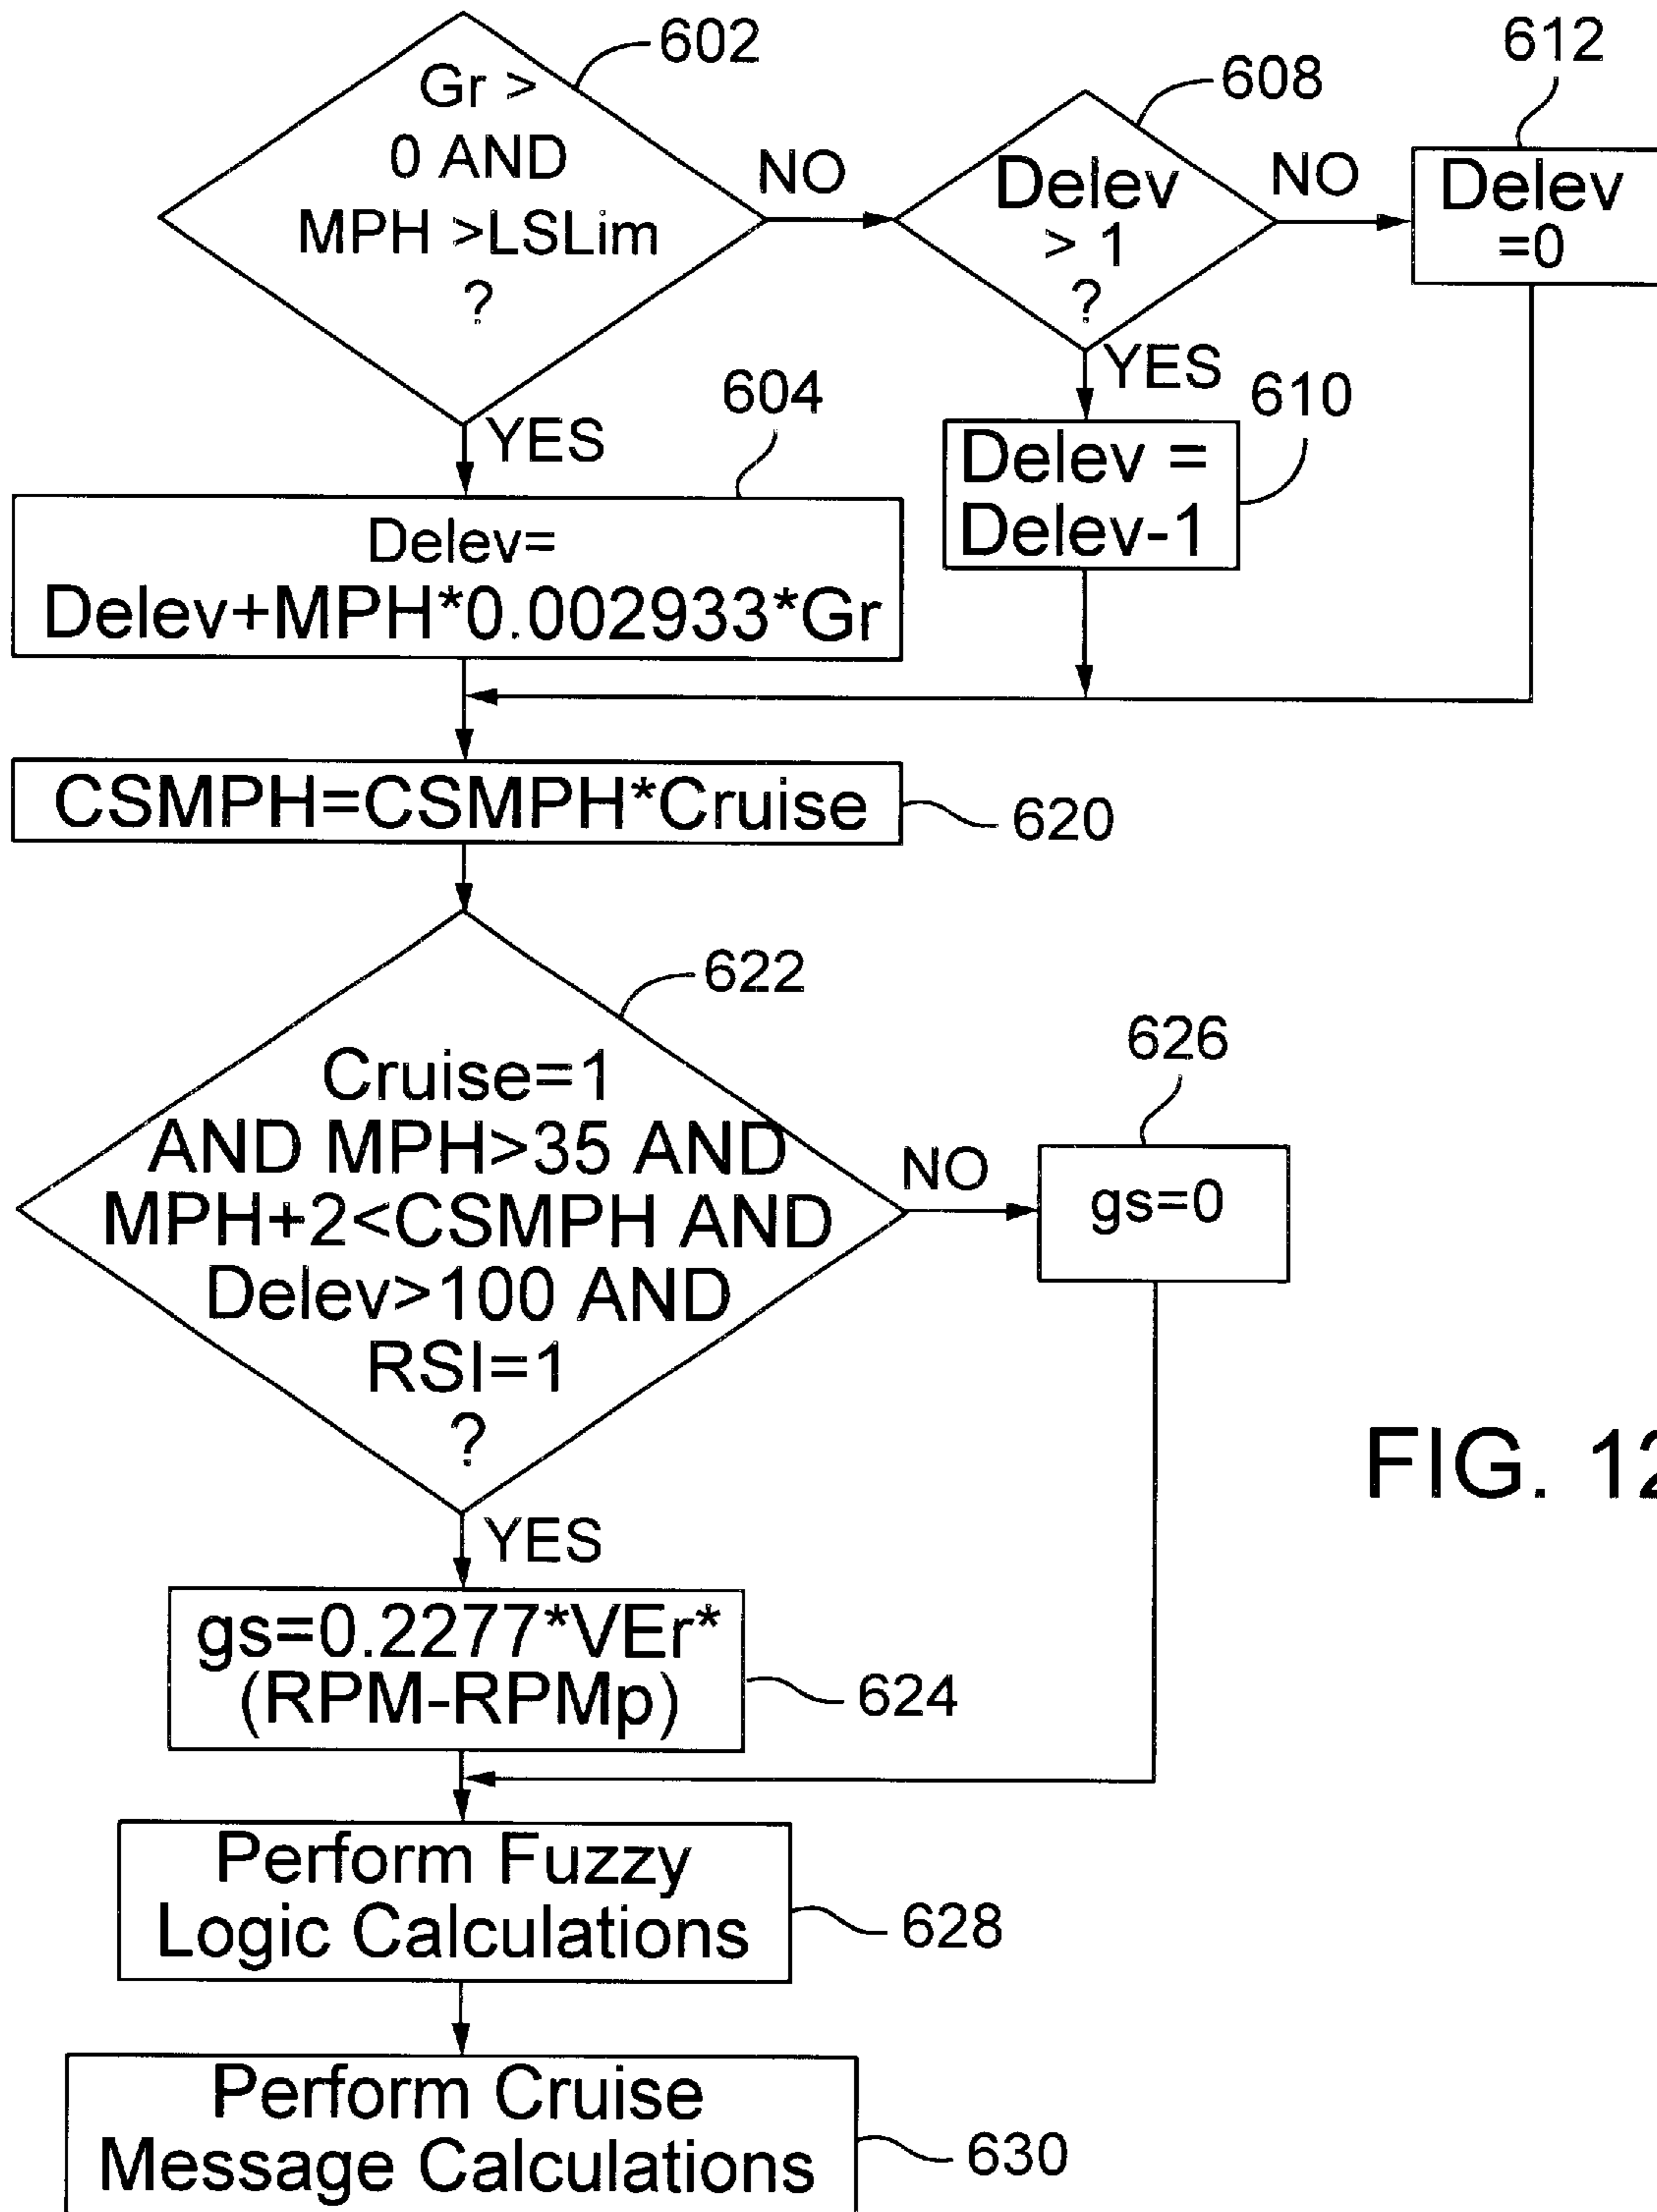 602
Gr >
0 AND
MPH >LSLim
?
NO
608
Delev
> 1
?
NO
612
Delev
=0
YES
604
Delev=
Delev+MPH*0.002933*Gr
YES
610
Delev =
Delev-1
CSMPH=CSMPH*Cruise
620
622
Cruise=1
AND MPH>35 AND
MPH+2<CSMPH AND
Delev>100 AND
RSI=1
?
NO
626
gs=0
FIG. 12
YES
gs=0.2277*VEr*
(RPM-RPMp)
624
Perform Fuzzy
Logic Calculations
628
Perform Cruise
Message Calculations
630